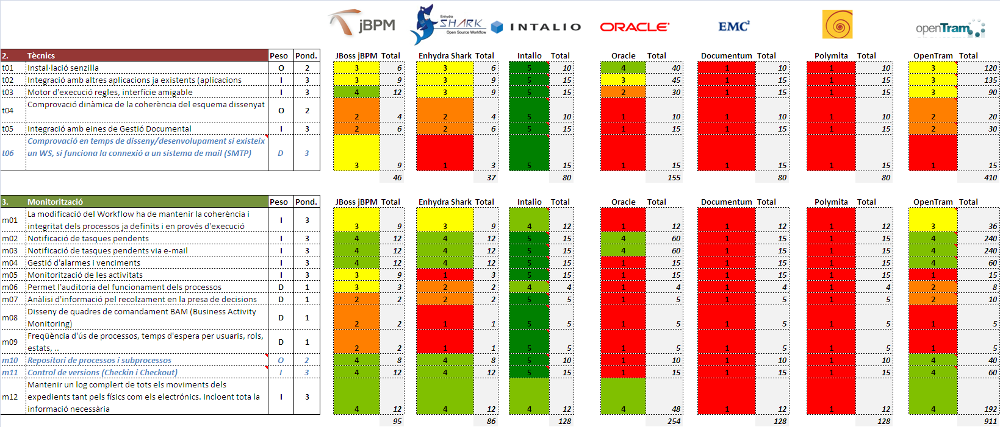 jBPM
Enhydra
SHARK
Open Source Workflow
INTALIO
ORACLE
EMC²
openTram
2. Tècnics Peso Pond. JBoss jBPM Total Enhydra Shark Total Intalio Total Oracle Total Documentum Total Polymita Total OpenTram Total
t01 Instal·lació senzilla O 2 3 6 3 6 5 10 4 40 1 10 1 10 3 120
t02 Integració amb altres aplicacions ja existents (aplicacions I 3 3 9 3 9 5 15 3 45 1 15 1 15 3 135
t03 Motor d'execució regles, interfície amigable I 3 4 12 3 9 5 15 2 30 1 15 1 15 3 90
t04 Comprovació dinàmica de la coherència del esquema dissenyat O 2 2 4 2 4 5 10 1 10 1 10 1 10 2 20
t05 Integració amb eines de Gestió Documental I 3 2 6 2 6 5 15 1 15 1 15 1 15 2 30
Comprovació en temps de disseny/desenvolupament si existeix
t06 un WS, si funciona la connexió a un sistema de mail (SMTP) D 3 3 9 1 3 5 15 1 15 1 15 1 15 1 15
46 37 80 155 80 80 410
3. Monitorització Peso Pond. JBoss jBPM Total Enhydra Shark Total Intalio Total Oracle Total Documentum Total Polymita Total OpenTram Total
La modificació del Workflow ha de mantenir la coherència i
m01 integritat dels processos ja definits i en provés d'execució I 3 3 9 3 9 4 12 1 12 1 12 1 12 3 36
m02 Notificació de tasques pendents I 3 4 12 4 12 5 15 4 60 1 15 1 15 4 240
m03 Notificació de tasques pendents via e-mail I 3 4 12 4 12 5 15 4 60 1 15 1 15 4 240
m04 Gestió d'alarmes i venciments I 3 4 12 4 12 5 15 1 15 1 15 1 15 4 60
m05 Monitorització de les activitats I 3 3 9 1 3 5 15 1 15 1 15 1 15 1 15
m06 Permet l'auditoria del funcionament dels processos D 1 3 3 2 2 4 4 1 4 1 4 1 4 2 8
m07 Anàlisi d'informació pel recolzament en la presa de decisions D 1 2 2 2 2 5 5 1 5 1 5 1 5 2 10
Disseny de quadres de comandament BAM (Business Activity
m08 Monitoring) D 1 2 2 1 1 5 5 1 5 1 5 1 5 1 5
Freqüència d'ús de processos, temps d'espera per usuaris, rols,
m09 estats, .. D 1 2 2 1 1 5 5 1 5 1 5 1 5 1 5
m10 Repositori de processos i subprocessos O 2 4 8 4 8 5 10 1 10 1 10 1 10 4 40
m11 Control de versions (Checkin i Checkout) I 3 4 12 4 12 5 15 1 15 1 15 1 15 4 60
Mantenir un log complert de tots els moviments dels
m12 expedients tant pels físics com els electrónics. Incloent tota la I 3
informació necessària 4 12 4 12 4 12 4 48 1 12 1 12 4 192
95 86 128 254 128 128 911